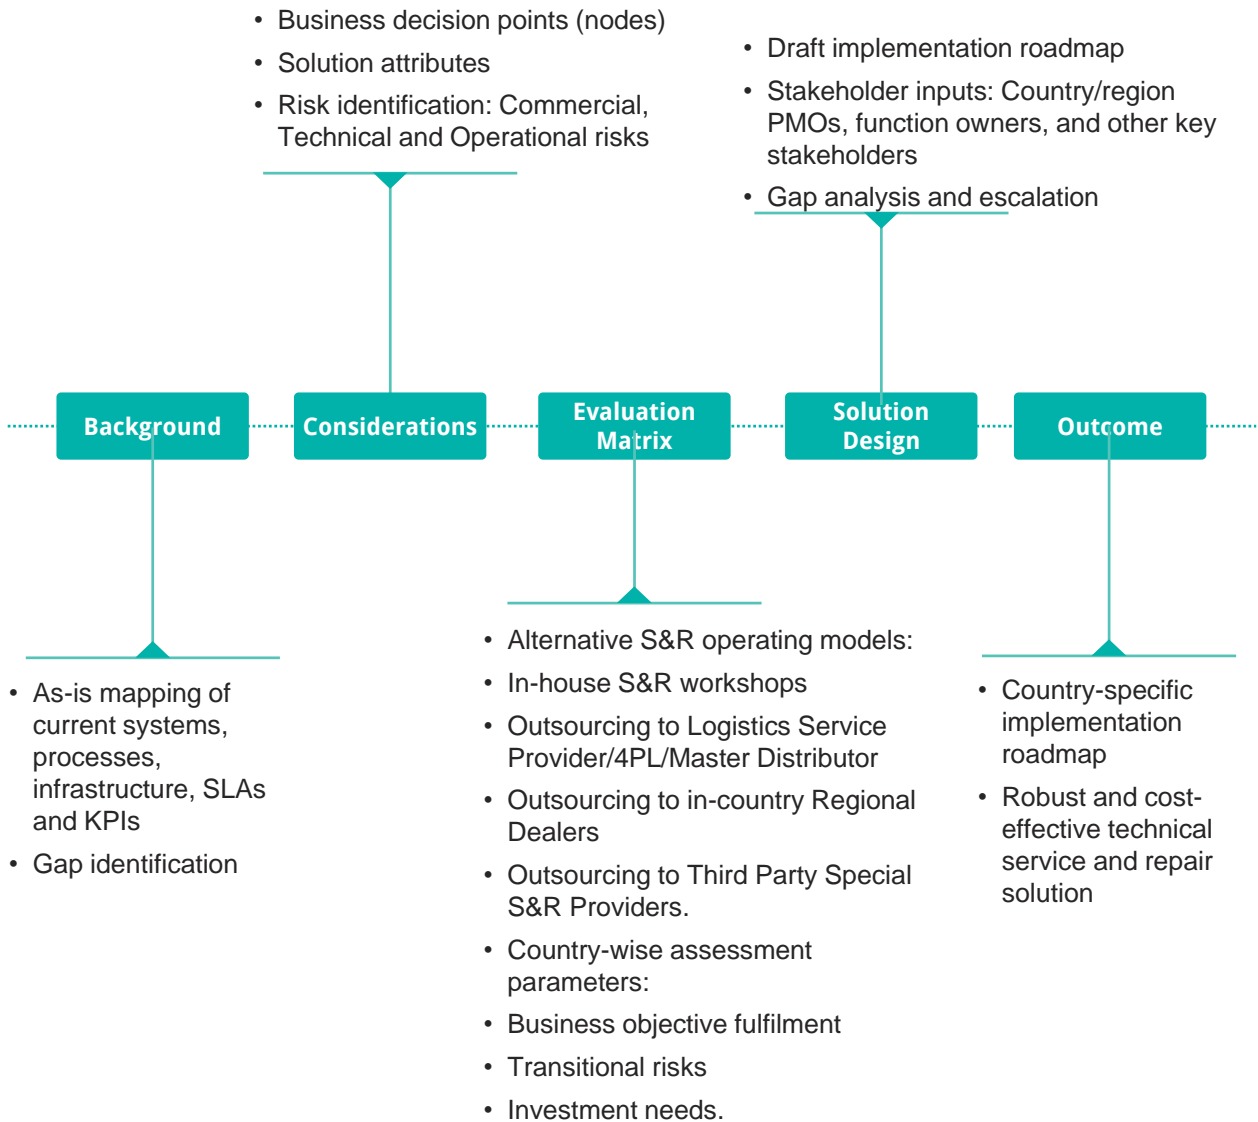 • Business decision points (nodes)
• Solution attributes
• Risk identification: Commercial,
Technical and Operational risks
• Draft implementation roadmap
• Stakeholder inputs: Country/region
PMOs, function owners, and other key
stakeholders
• Gap analysis and escalation
Background
Considerations
Evaluation
Matrix
Solution
Design
Outcome
• As-is mapping of
current systems,
processes,
infrastructure, SLAs
and KPIs
• Gap identification
• Alternative S&R operating models:
• In-house S&R workshops
• Outsourcing to Logistics Service
Provider/4PL/Master Distributor
• Outsourcing to in-country Regional
Dealers
• Outsourcing to Third Party Special
S&R Providers.
• Country-wise assessment
parameters:
• Business objective fulfilment
• Transitional risks
• Investment needs.
• Country-specific
implementation
roadmap
• Robust and cost-
effective technical
service and repair
solution